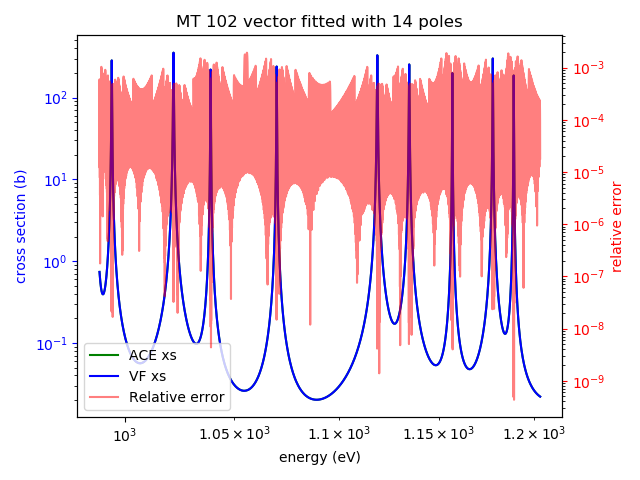 MT 102 vector fitted with 14 poles
cross section (b)
10²
10¹
10⁰
10⁻¹
10⁻³
10⁻⁴
10⁻⁵
10⁻⁶
10⁻⁷
10⁻⁸
10⁻⁹
relative error
ACE xs
VF xs
Relative error
10³ 1.05 × 10³ 1.1 × 10³ 1.15 × 10³ 1.2 × 10³
energy (eV)